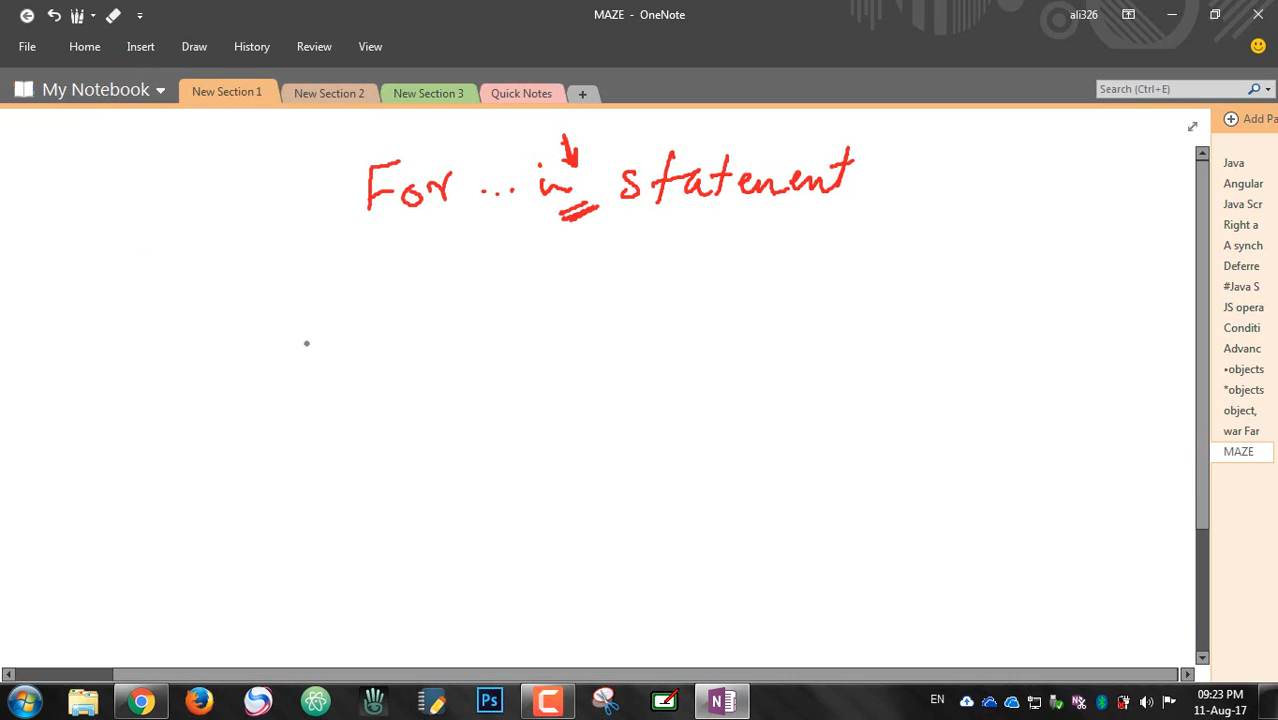 MAZE - OneNote
ali326
File Home Insert Draw History Review View
My Notebook New Section 1 New Section 2 New Section 3 Quick Notes +
Search (Ctrl+E)
For ... in statement
Add Pa
Java
Angular
Java Scr
Right a
A synch
Deferre
#Java S
JS opera
Conditi
Advanc
•objects
*objects
object,
war Far
MAZE
Ps
EN
09:23 PM
11-Aug-17